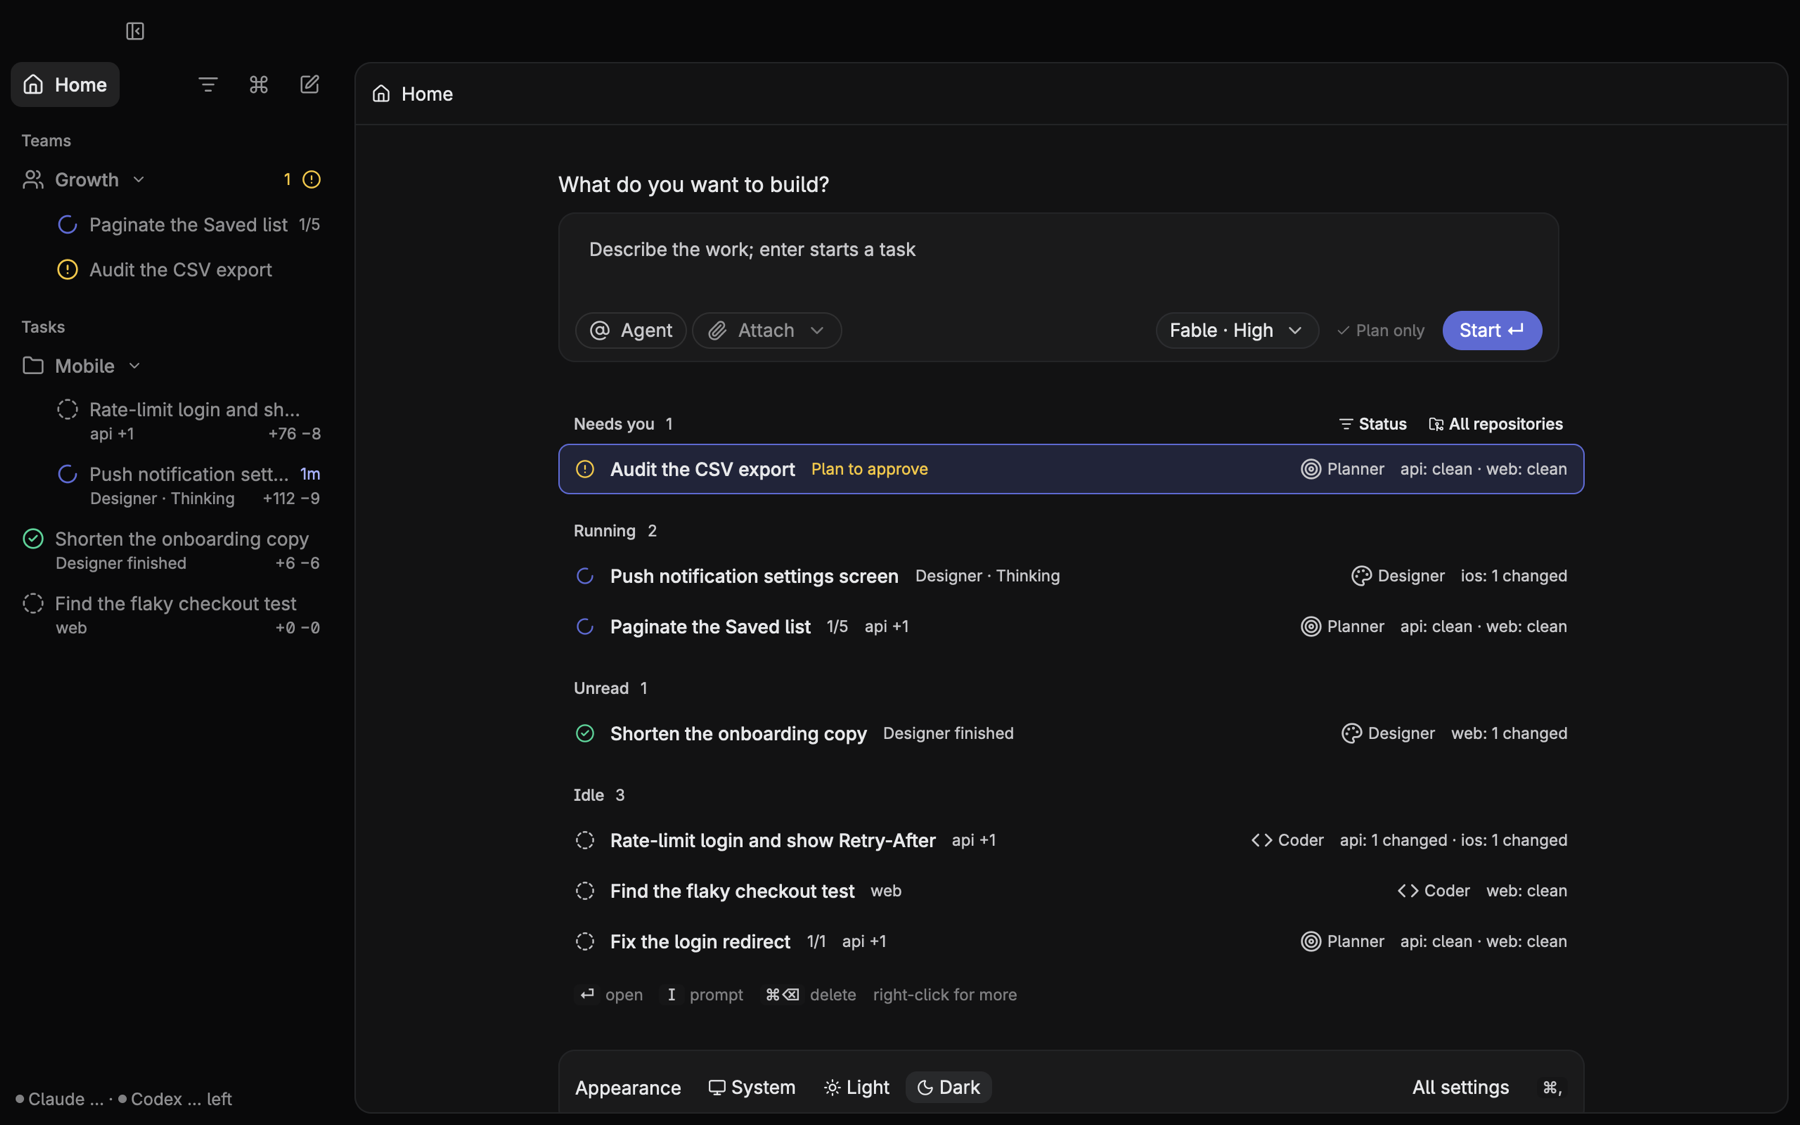 Home
Teams
Growth 1
Paginate the Saved list 1/5
Audit the CSV export
Tasks
Mobile
Rate-limit login and sh...
api +1 +76 −8
Push notification sett... 1m
Designer · Thinking +112 −9
Shorten the onboarding copy
Designer finished +6 −6
Find the flaky checkout test
web +0 −0
Claude ... · Codex ... left
Home
What do you want to build?
Describe the work; enter starts a task
@ Agent Attach Fable · High ✓ Plan only Start ↵
Needs you 1 Status All repositories
Audit the CSV export Plan to approve Planner api: clean · web: clean
Running 2
Push notification settings screen Designer · Thinking Designer ios: 1 changed
Paginate the Saved list 1/5 api +1 Planner api: clean · web: clean
Unread 1
Shorten the onboarding copy Designer finished Designer web: 1 changed
Idle 3
Rate-limit login and show Retry-After api +1 Coder api: 1 changed · ios: 1 changed
Find the flaky checkout test web Coder web: clean
Fix the login redirect 1/1 api +1 Planner api: clean · web: clean
↵ open I prompt ⌘⌫ delete right-click for more
Appearance System Light Dark All settings ⌘,